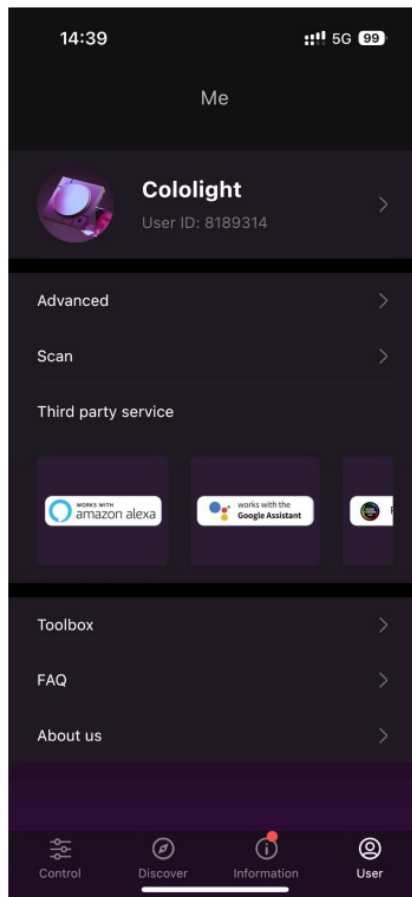 14:39
5G 99
Me
Cololight
User ID: 8189314
Advanced
Scan
Third party service
WORKS WITH
amazon alexa
works with the
Google Assistant
Toolbox
FAQ
About us
Control
Discover
Information
User